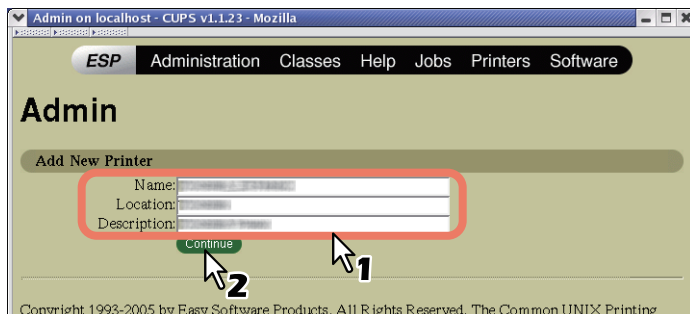 Admin on localhost - CUPS v1.1.23 - Mozilla
ESP Administration Classes Help Jobs Printers Software
Admin
Add New Printer
Name:
Location:
Description:
Continue
1
2
Copyright 1993-2005 by Easy Software Products, All Rights Reserved. The Common UNIX Printing